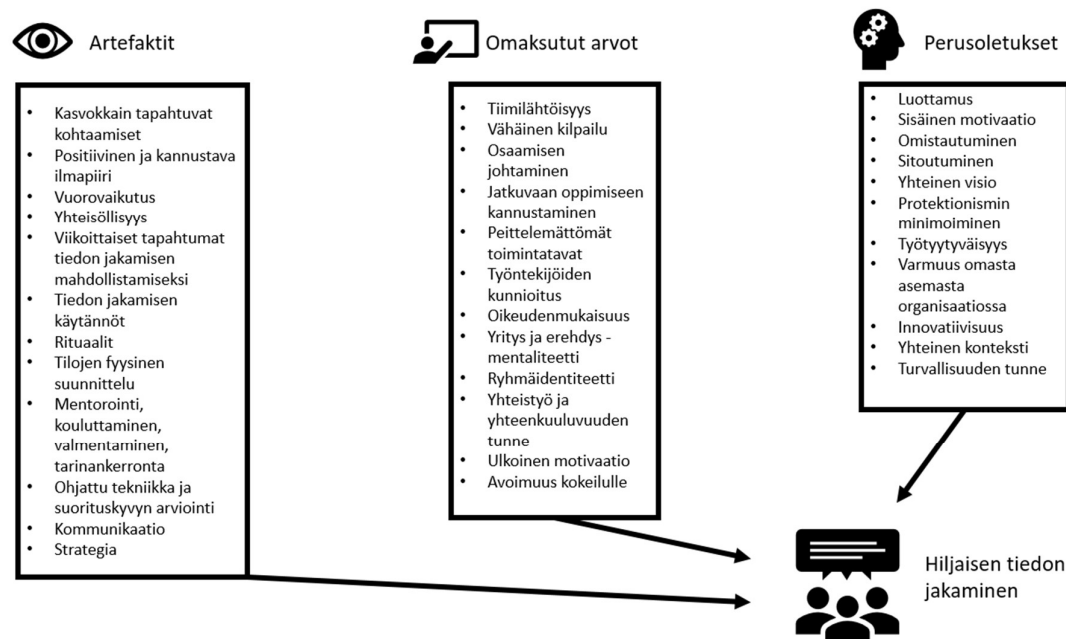 Artefaktit
• Kasvokkain tapahtuvat
kohtaamiset
• Positiivinen ja kannustava
ilmapiiri
• Vuorovaikutus
• Yhteisöllisyys
• Viikoittaiset tapahtumat
tiedon jakamisen
mahdollistamiseksi
• Tiedon jakamisen
käytännöt
• Rituaalit
• Tilojen fyysinen
suunnittelu
• Mentorointi,
kouluttaminen,
valmentaminen,
tarinankerronta
• Ohjattu tekniikka ja
suorituskyvyn arviointi
• Kommunikaatio
• Strategia
Omaksutut arvot
• Tiimilähtöisyys
• Vähäinen kilpailu
• Osaamisen
johtaminen
• Jatkuvaan oppimiseen
kannustaminen
• Peittelemättömät
toimintatavat
• Työntekijöiden
kunnioitus
• Oikeudenmukaisuus
• Yritys ja erehdys -
mentaliteetti
• Ryhmäidentiteetti
• Yhteistyö ja
yhteenkuuluvuuden
tunne
• Ulkoinen motivaatio
• Avoimuus kokeilulle
Perusoletukset
• Luottamus
• Sisäinen motivaatio
• Omistautuminen
• Sitoutuminen
• Yhteinen visio
• Protektionismin
minimoiminen
• Työtyytyväisyys
• Varmuus omasta
asemasta
organisaatiossa
• Innovatiivisuus
• Yhteinen konteksti
• Turvallisuuden tunne
Hiljaisen tiedon
jakaminen